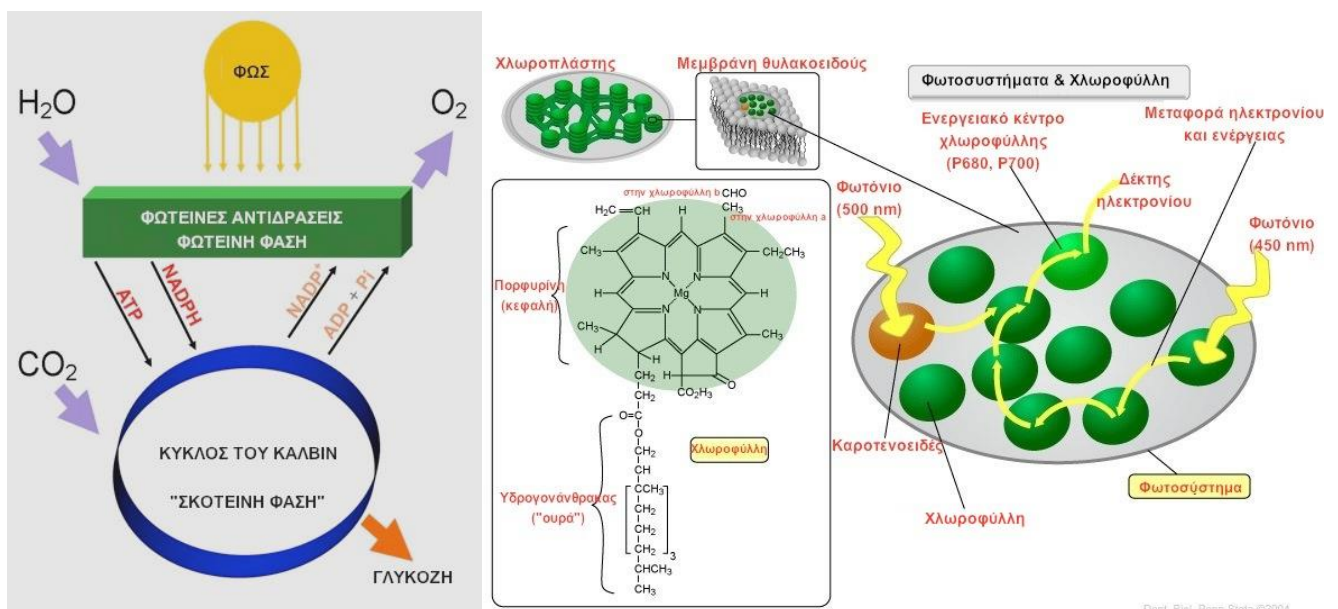 ΦΩΣ
H₂O
O₂
ΦΩΤΕΙΝΕΣ ΑΝΤΙΔΡΑΣΕΙΣ
ΦΩΤΕΙΝΗ ΦΑΣΗ
ATP
NADPH
NADP⁺
ADP + Pi
CO₂
ΚΥΚΛΟΣ ΤΟΥ ΚΑΛΒΙΝ
"ΣΚΟΤΕΙΝΗ ΦΑΣΗ"
ΓΛΥΚΟΖΗ
Χλωροπλάστης
Μεμβράνη θυλακοειδούς
στην χλωροφύλλη b
CHO
CH₃
στην χλωροφύλλη a
H₂C
CH
H
CH₃
CH₂CH₃
N
N
H
Mg
H
N
N
CH₃
CH₃
H
H
O
CH₂
CO₂H₃
CH₂
O
O
CH₂
CH
CH₃
CH₂
CH₂
CH₂
3
CHCH₃
CH₃
Πορφυρίνη
(κεφαλή)
Υδρογονάνθρακας
("ουρά")
Χλωροφύλλη
Φωτοσυστήματα & Χλωροφύλλη
Ενεργειακό κέντρο
χλωροφύλλης
(P680, P700)
Μεταφορά ηλεκτρονίου
και ενέργειας
Φωτόνιο
(500 nm)
Δέκτης
ηλεκτρονίου
Φωτόνιο
(450 nm)
Καροτενοειδές
Χλωροφύλλη
Φωτοσύστημα